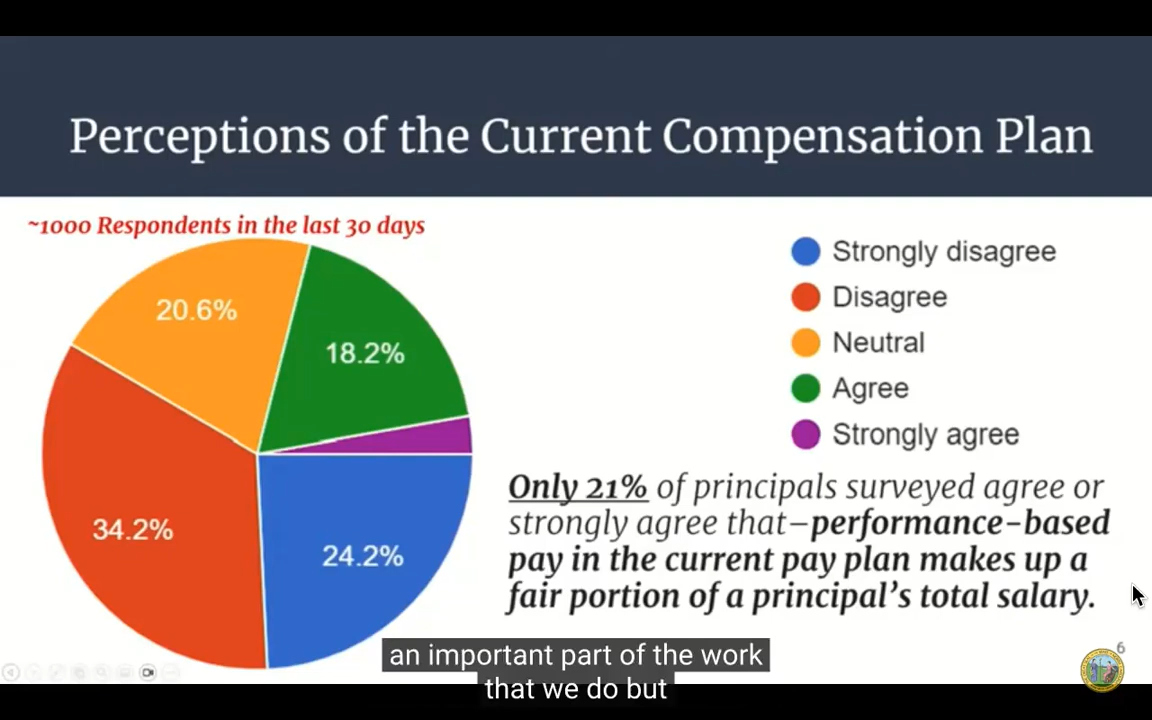 Perceptions of the Current Compensation Plan
~1000 Respondents in the last 30 days
20.6%
18.2%
34.2%
24.2%
Strongly disagree
Disagree
Neutral
Agree
Strongly agree
Only 21% of principals surveyed agree or
strongly agree that–performance-based
pay in the current pay plan makes up a
fair portion of a principal’s total salary.
an important part of the work
that we do but
6